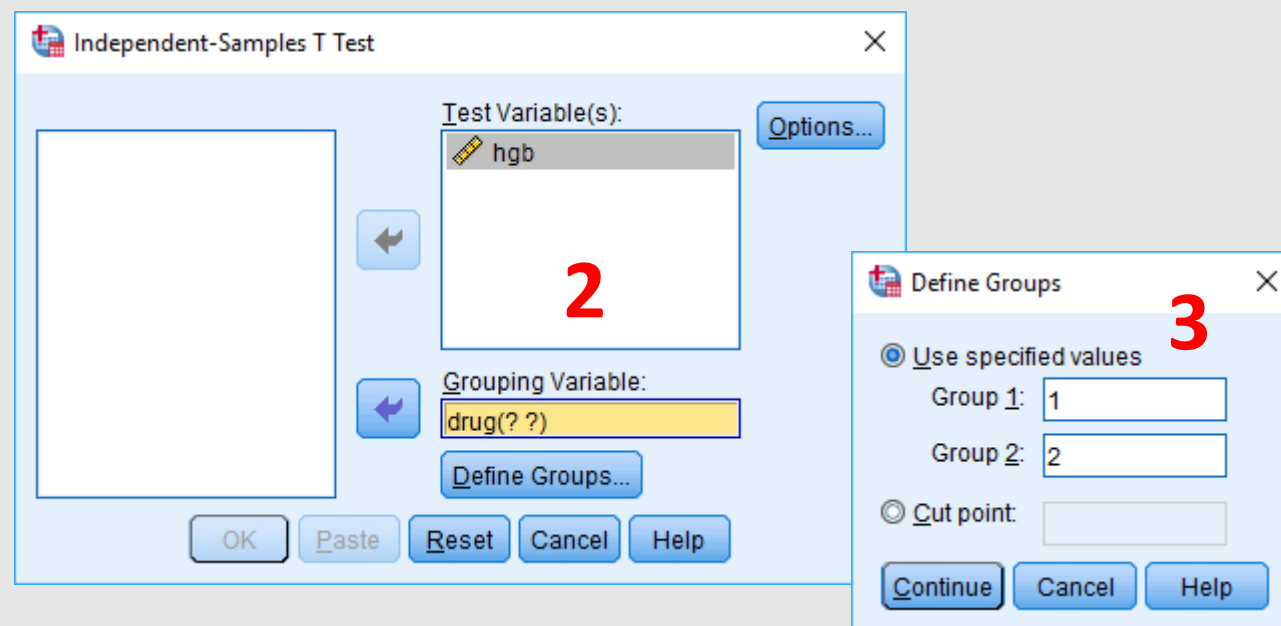 Independent-Samples T Test
Test Variable(s):
Options...
hgb
2
Grouping Variable:
drug(? ?)
Define Groups...
OK Paste Reset Cancel Help
Define Groups
3
Use specified values
Group 1: 1
Group 2: 2
Cut point:
Continue Cancel Help